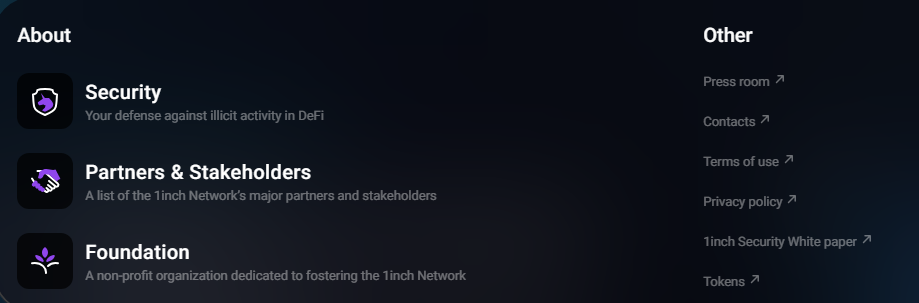 About
Security
Your defense against illicit activity in DeFi
Partners & Stakeholders
A list of the 1inch Network's major partners and stakeholders
Foundation
A non-profit organization dedicated to fostering the 1inch Network
Other
Press room
Contacts
Terms of use
Privacy policy
1inch Security White paper
Tokens